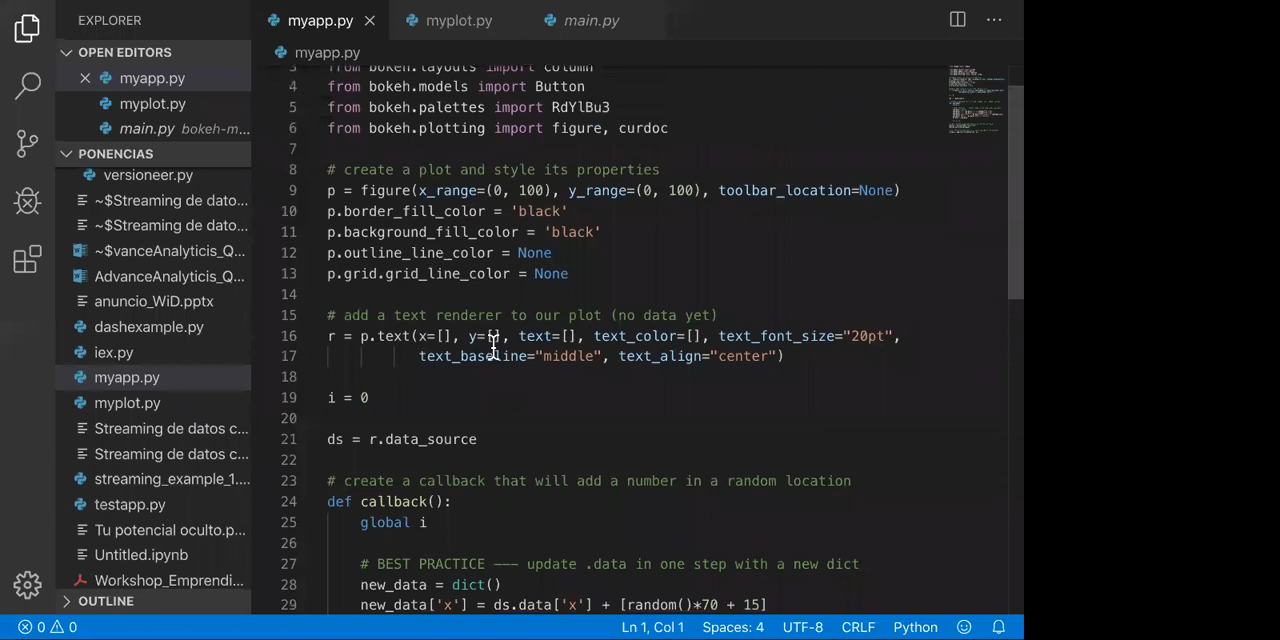 EXPLORER
OPEN EDITORS
myapp.py
myplot.py
main.py bokeh-m...
PONENCIAS
versioneer.py
~$Streaming de dato...
~$Streaming de dato...
~$vanceAnalyticis_Q...
AdvanceAnalyticis_Q...
anuncio_WiD.pptx
dashexample.py
iex.py
myapp.py
myplot.py
Streaming de datos c...
Streaming de datos c...
streaming_example_1....
testapp.py
Tu potencial oculto.p...
Untitled.ipynb
Workshop_Emprendi...
OUTLINE
myapp.py
myplot.py
main.py
myapp.py
3 from bokeh.layouts import column
4 from bokeh.models import Button
5 from bokeh.palettes import RdYlBu3
6 from bokeh.plotting import figure, curdoc
7
8 # create a plot and style its properties
9 p = figure(x_range=(0, 100), y_range=(0, 100), toolbar_location=None)
10 p.border_fill_color = 'black'
11 p.background_fill_color = 'black'
12 p.outline_line_color = None
13 p.grid.grid_line_color = None
14
15 # add a text renderer to our plot (no data yet)
16 r = p.text(x=[], y=[], text=[], text_color=[], text_font_size="20pt",
17 text_baseline="middle", text_align="center")
18
19 i = 0
20
21 ds = r.data_source
22
23 # create a callback that will add a number in a random location
24 def callback():
25 global i
26
27 # BEST PRACTICE --- update .data in one step with a new dict
28 new_data = dict()
29 new_data['x'] = ds.data['x'] + [random()*70 + 15]
0 0
Ln 1, Col 1
Spaces: 4
UTF-8
CRLF
Python